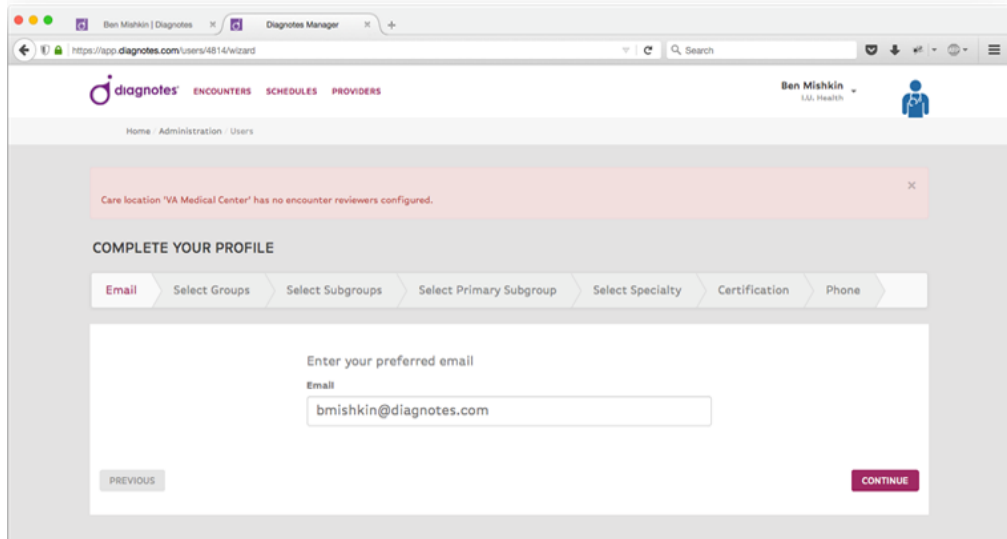 Ben Mishkin | Diagnotes
Diagnotes Manager
https://app.diagnotes.com/users/4814/wizard
Search
diagnotes ENCOUNTERS SCHEDULES PROVIDERS
Ben Mishkin
I.U. Health
Home / Administration / Users
Care location 'VA Medical Center' has no encounter reviewers configured.
COMPLETE YOUR PROFILE
Email Select Groups Select Subgroups Select Primary Subgroup Select Specialty Certification Phone
Enter your preferred email
Email
bmishkin@diagnotes.com
PREVIOUS CONTINUE